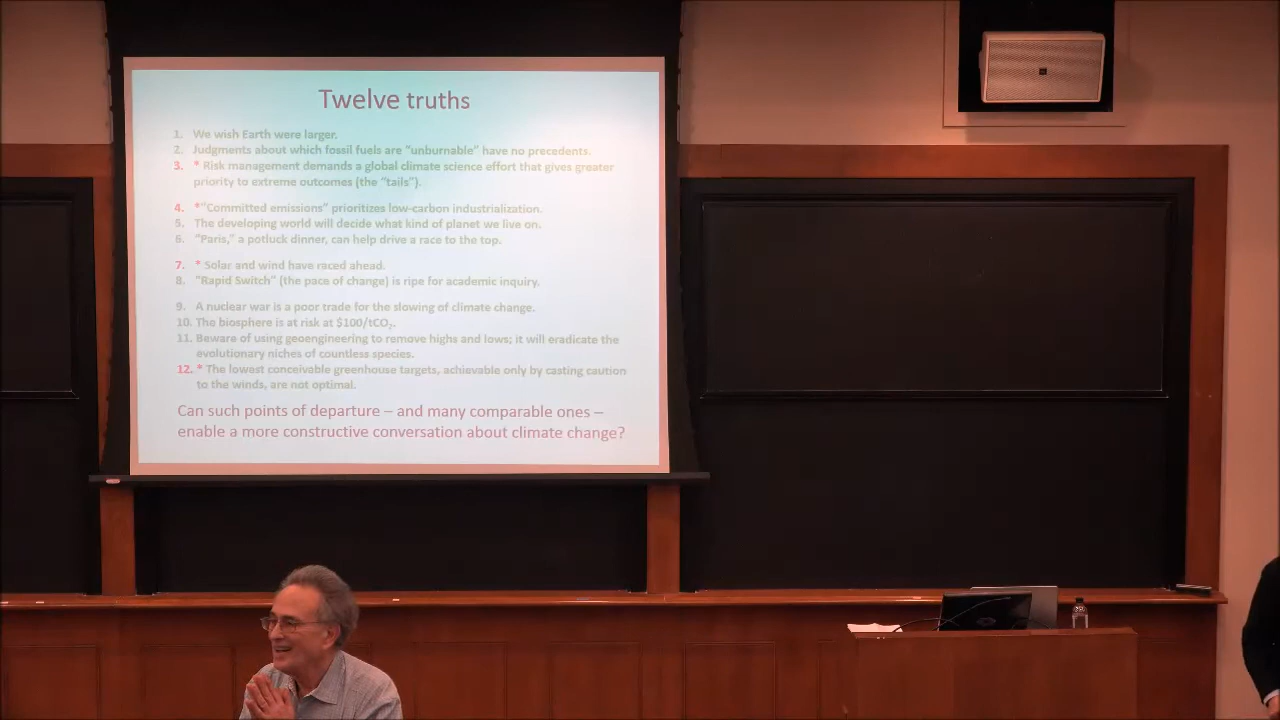 Twelve truths
1. We wish Earth were larger.
2. Judgments about which fossil fuels are "unburnable" have no precedents.
3. * Risk management demands a global climate science effort that gives greater
priority to extreme outcomes (the "tails").
4. *"Committed emissions" prioritizes low-carbon industrialization.
5. The developing world will decide what kind of planet we live on.
6. "Paris," a potluck dinner, can help drive a race to the top.
7. * Solar and wind have raced ahead.
8. "Rapid Switch" (the pace of change) is ripe for academic inquiry.
9. A nuclear war is a poor trade for the slowing of climate change.
10. The biosphere is at risk at $100/tCO₂.
11. Beware of using geoengineering to remove highs and lows; it will eradicate the
evolutionary niches of countless species.
12. * The lowest conceivable greenhouse targets, achievable only by casting caution
to the winds, are not optimal.
Can such points of departure – and many comparable ones –
enable a more constructive conversation about climate change?